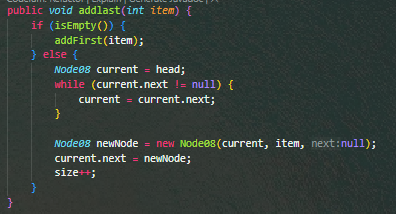 Refactor | Explain | Generate Javadoc | ×
public void addlast(int item) {
    if (isEmpty()) {
        addFirst(item);
    } else {
        Node08 current = head;
        while (current.next != null) {
            current = current.next;
        }
        Node08 newNode = new Node08(current, item, next:null);
        current.next = newNode;
        size++;
    }
}